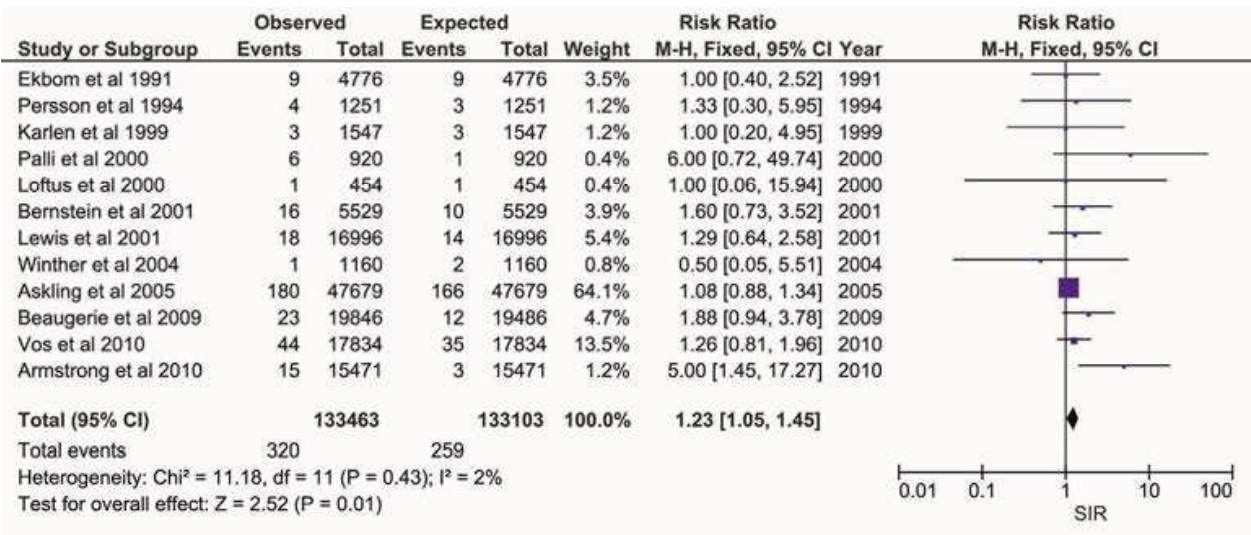 Observed Expected Risk Ratio Risk Ratio
Study or Subgroup Events Total Events Total Weight M-H, Fixed, 95% CI Year M-H, Fixed, 95% CI
Ekbom et al 1991 9 4776 9 4776 3.5% 1.00 [0.40, 2.52] 1991
Persson et al 1994 4 1251 3 1251 1.2% 1.33 [0.30, 5.95] 1994
Karlen et al 1999 3 1547 3 1547 1.2% 1.00 [0.20, 4.95] 1999
Palli et al 2000 6 920 1 920 0.4% 6.00 [0.72, 49.74] 2000
Loftus et al 2000 1 454 1 454 0.4% 1.00 [0.06, 15.94] 2000
Bernstein et al 2001 16 5529 10 5529 3.9% 1.60 [0.73, 3.52] 2001
Lewis et al 2001 18 16996 14 16996 5.4% 1.29 [0.64, 2.58] 2001
Winther et al 2004 1 1160 2 1160 0.8% 0.50 [0.05, 5.51] 2004
Askling et al 2005 180 47679 166 47679 64.1% 1.08 [0.88, 1.34] 2005
Beaugerie et al 2009 23 19846 12 19486 4.7% 1.88 [0.94, 3.78] 2009
Vos et al 2010 44 17834 35 17834 13.5% 1.26 [0.81, 1.96] 2010
Armstrong et al 2010 15 15471 3 15471 1.2% 5.00 [1.45, 17.27] 2010
Total (95% CI) 133463 133103 100.0% 1.23 [1.05, 1.45]
Total events 320 259
Heterogeneity: Chi² = 11.18, df = 11 (P = 0.43); I² = 2%
Test for overall effect: Z = 2.52 (P = 0.01)
0.01 0.1 1 10 100
SIR